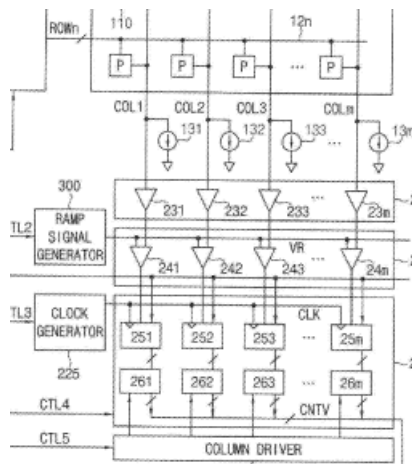 110
ROWn
12n
P P P ... P
COL1 COL2 COL3 COLm
131 132 133 ... 13m
300
231 232 233 ... 23m
TL2
RAMP
SIGNAL
GENERATOR
VR
241 242 243 ... 24m
TL3
CLOCK
GENERATOR
CLK
225
251 252 253 ... 25m
261 262 263 ... 26m
CNTV
CTL4
CTL5
COLUMN DRIVER